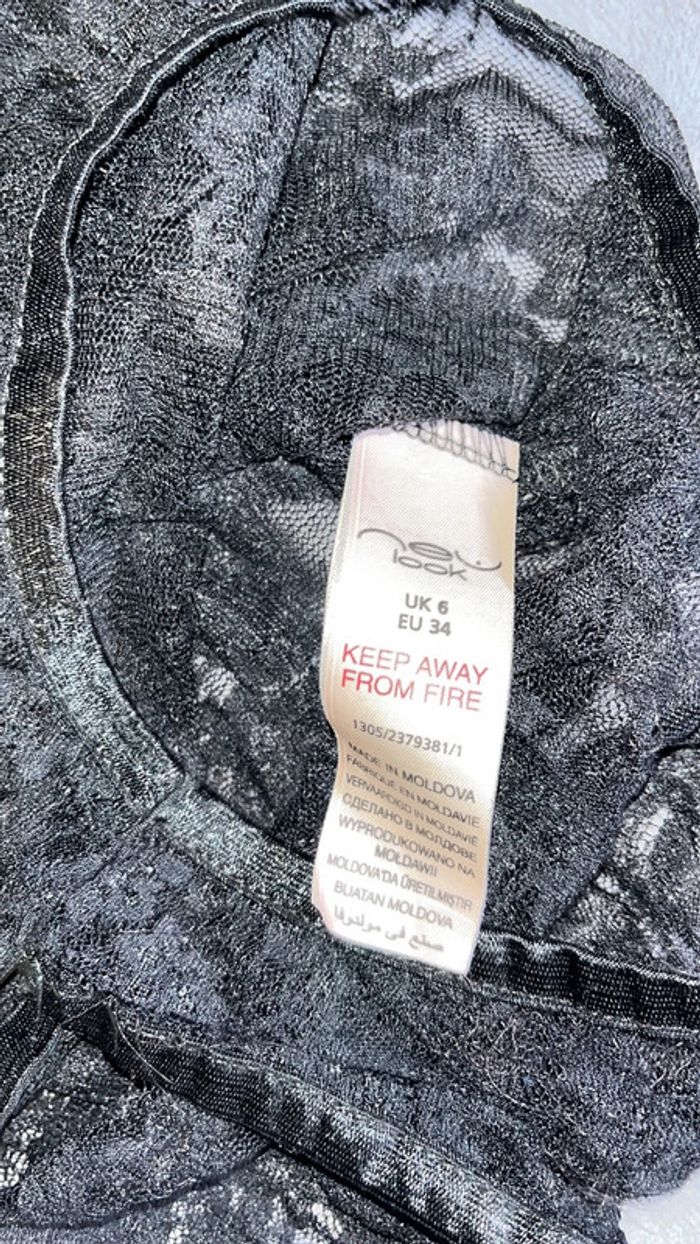 new
look
UK 6
EU 34
KEEP AWAY
FROM FIRE
1305/2379381/1
MADE IN MOLDOVA
FABRIQUE EN MOLDAVIE
VERVAARDIGD IN MOLDAVIË
СДЕЛАНО В МОЛДОВЕ
WYPRODUKOWANO NA
MOŁDAWII
MOLDOVA'DA ÜRETILMIŞTIR
BUATAN MOLDOVA
صنع في مولدوفا